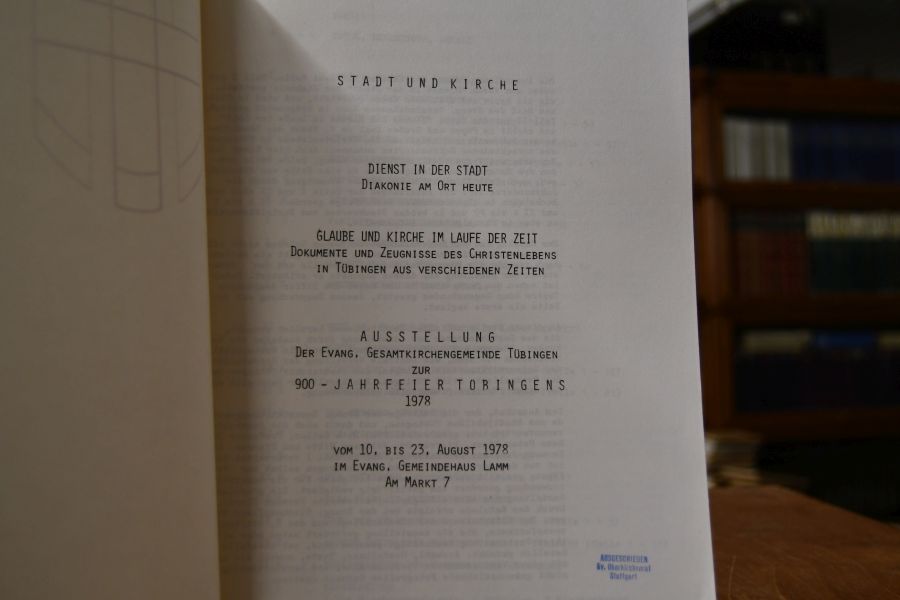 STADT UND KIRCHE
DIENST IN DER STADT
DIAKONIE AM ORT HEUTE
GLAUBE UND KIRCHE IM LAUFE DER ZEIT
DOKUMENTE UND ZEUGNISSE DES CHRISTENLEBENS
IN TÜBINGEN AUS VERSCHIEDENEN ZEITEN
AUSSTELLUNG
DER EVANG. GESAMTKIRCHENGEMEINDE TÜBINGEN
ZUR
900 - JAHRFEIER TÜBINGENS
1978
VOM 10. BIS 23. AUGUST 1978
IM EVANG. GEMEINDEHAUS LAMM
AM MARKT 7
AUSGESCHIEDEN
Ev. Oberkirchenrat
Stuttgart